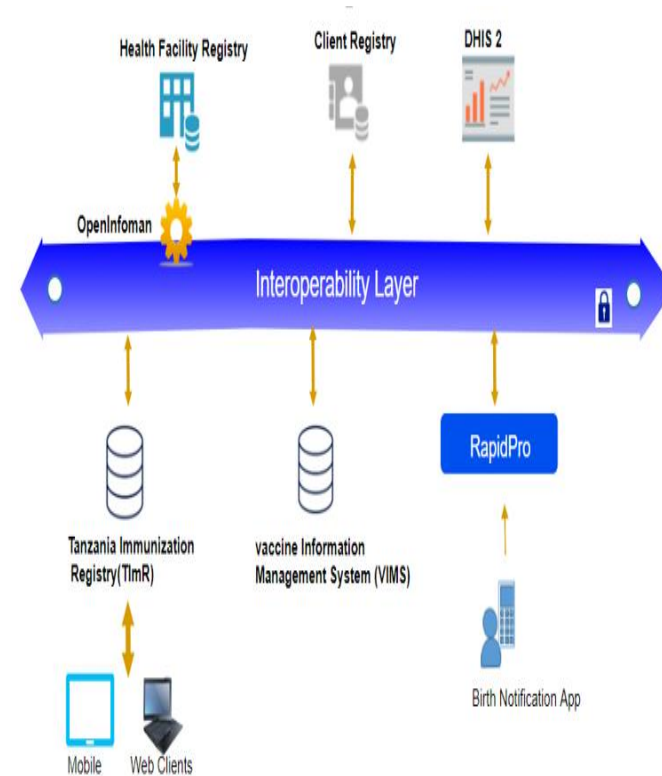 Health Facility Registry
Client Registry
DHIS 2
OpenInfoman
Interoperability Layer
RapidPro
Tanzania Immunization
Registry(TImR)
vaccine Information
Management System (VIMS)
Birth Notification App
Mobile
Web Clients